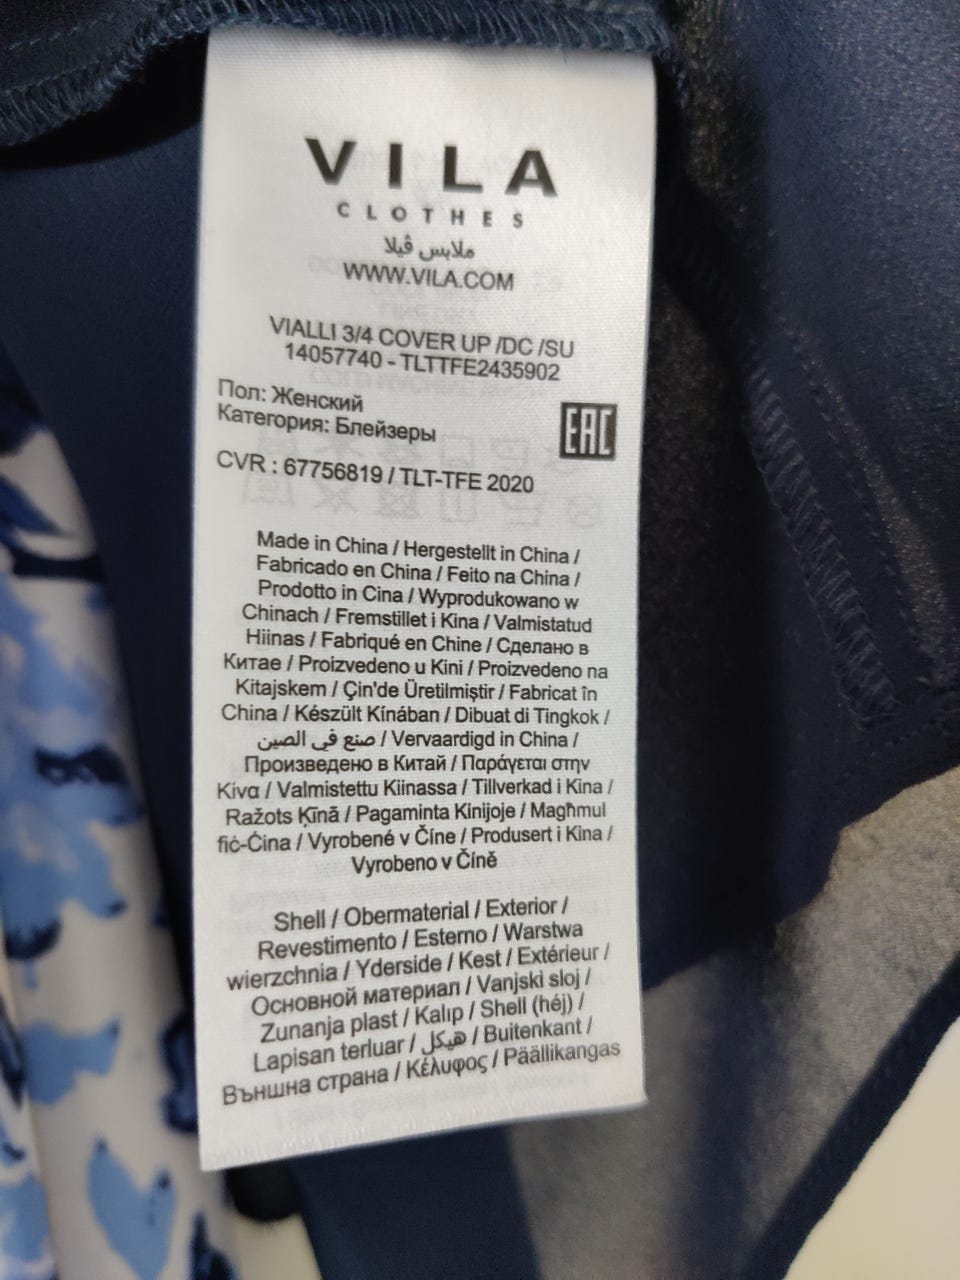 VILA
CLOTHES
ملابس ڤيلا
WWW.VILA.COM
VIALLI 3/4 COVER UP /DC /SU
14057740 - TLTTFE2435902
Пол: Женский
Категория: Блейзеры
EAC
CVR : 67756819 / TLT-TFE 2020
Made in China / Hergestellt in China /
Fabricado en China / Feito na China /
Prodotto in Cina / Wyprodukowano w
Chinach / Fremstillet i Kina / Valmistatud
Hiinas / Fabriqué en Chine / Сделано в
Китае / Proizvedeno u Kini / Proizvedeno na
Kitajskem / Çin'de Üretilmiştir / Fabricat în
China / Készült Kínában / Dibuat di Tingkok /
صنع في الصين / Vervaardigd in China /
Произведено в Китай / Παράγεται στην
Κίνα / Valmistettu Kiinassa / Tillverkad i Kina /
Ražots Ķīnā / Pagaminta Kinijoje / Magħmul
fiċ-Ċina / Vyrobené v Číne / Produsert i Kina /
Vyrobeno v Číně
Shell / Obermaterial / Exterior /
Revestimento / Esterno / Warstwa
wierzchnia / Yderside / Kest / Extérieur /
Основной материал / Vanjski sloj /
Zunanja plast / Kalıp / Shell (héj) /
Lapisan terluar / هيكل / Buitenkant /
Външна страна / Κέλυφος / Päällikangas